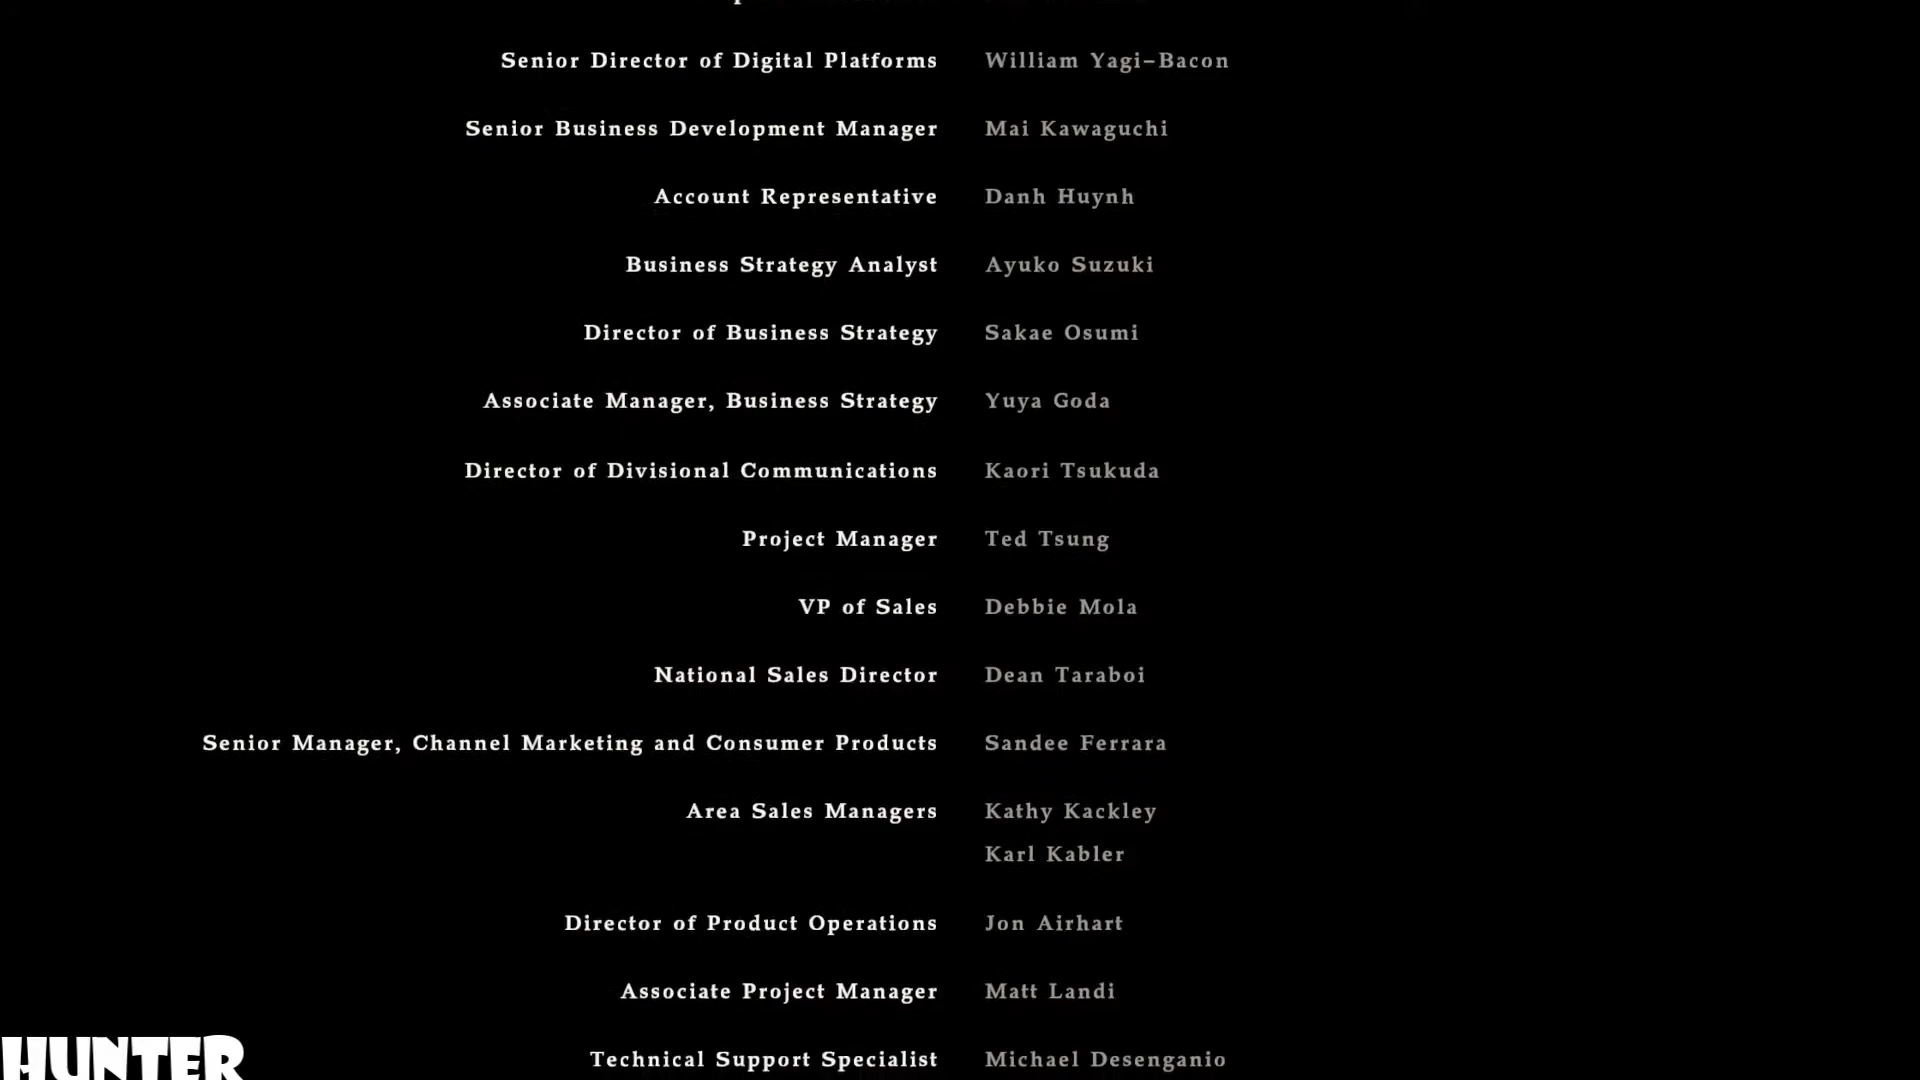 Senior Director of Digital Platforms William Yagi-Bacon
Senior Business Development Manager Mai Kawaguchi
Account Representative Danh Huynh
Business Strategy Analyst Ayuko Suzuki
Director of Business Strategy Sakae Osumi
Associate Manager, Business Strategy Yuya Goda
Director of Divisional Communications Kaori Tsukuda
Project Manager Ted Tsung
VP of Sales Debbie Mola
National Sales Director Dean Taraboi
Senior Manager, Channel Marketing and Consumer Products Sandee Ferrara
Area Sales Managers Kathy Kackley
Karl Kabler
Director of Product Operations Jon Airhart
Associate Project Manager Matt Landi
Technical Support Specialist Michael Desenganio
HUNTER